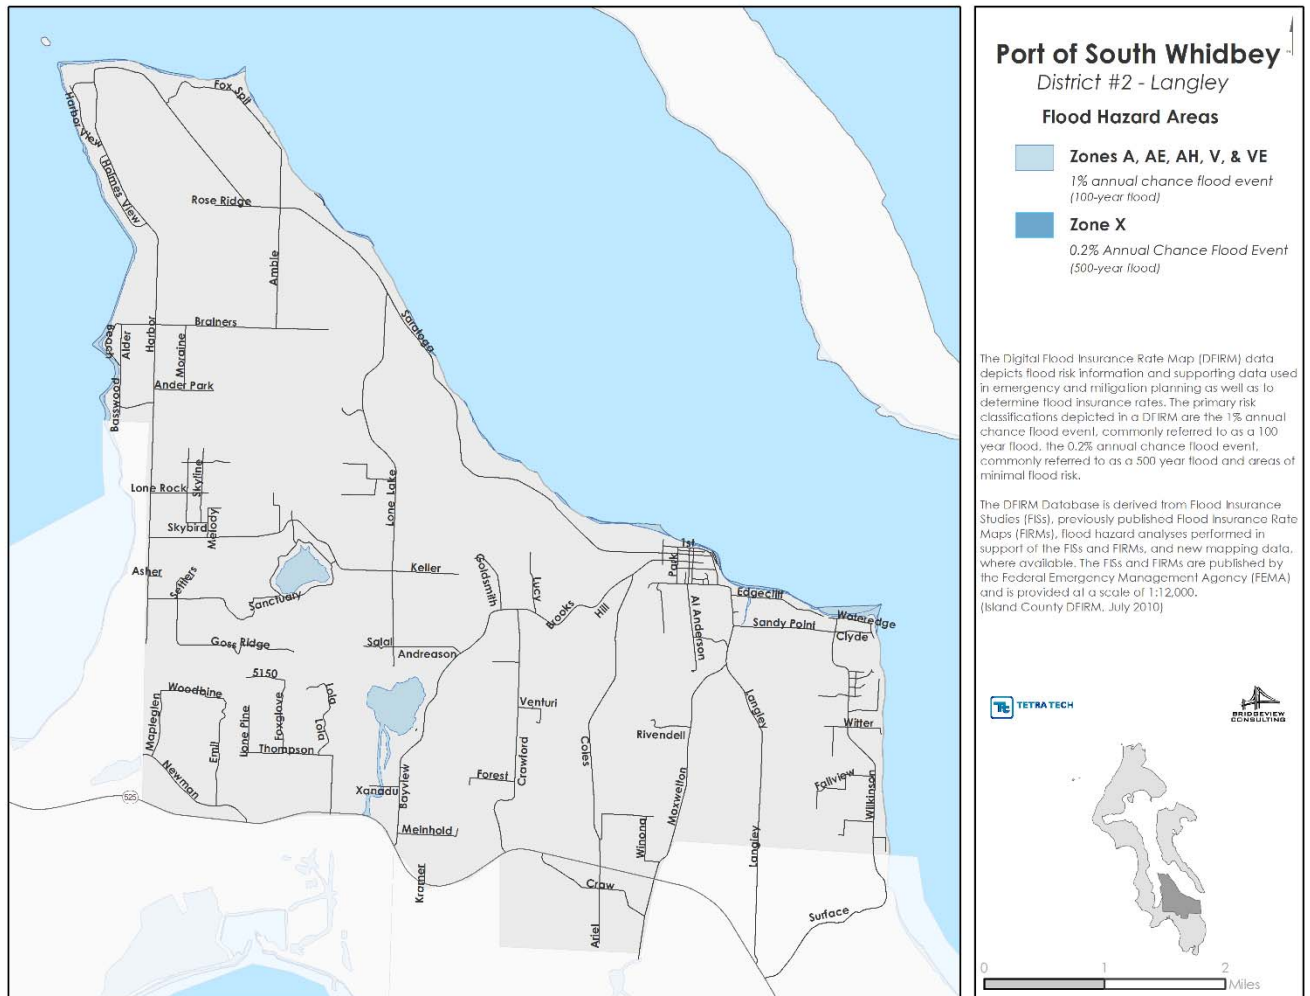 Port of South Whidbey
District #2 - Langley
Flood Hazard Areas
Zones A, AE, AH, V, & VE
1% annual chance flood event
(100-year flood)
Zone X
0.2% Annual Chance Flood Event
(500-year flood)
The Digital Flood Insurance Rate Map (DFIRM) data
depicts flood risk information and supporting data used
in emergency and mitigation planning as well as to
determine flood insurance rates. The primary risk
classifications depicted in a DFIRM are the 1% annual
chance flood event, commonly referred to as a 100
year flood, the 0.2% annual chance flood event,
commonly referred to as a 500 year flood and areas of
minimal flood risk.
The DFIRM Database is derived from Flood Insurance
Studies (FISs), previously published Flood Insurance Rate
Maps (FIRMs), flood hazard analyses performed in
support of the FISs and FIRMs, and new mapping data,
where available. The FISs and FIRMs are published by
the Federal Emergency Management Agency (FEMA)
and is provided at a scale of 1:12,000.
(Island County DFIRM, July 2010)
TETRA TECH
BRIDGEVIEW
CONSULTING
0 1 2
Miles
Fox Spit
Harbor View
Holmes View
Rose Ridge
Amble
Saratoga
Brainers
Beach
Alder
Harbor
Moraine
Ander Park
Basswood
Skyline
Lone Rock
Lone Lake
Skybird
Melody
1st
Park
Asher
Settlers
Keller
Goldsmith
Lucy
Sanctuary
Brooks
Hill
Edgecliff
Al Anderson
Wateredge
Sandy Point
Clyde
Goss Ridge
Salal
Andreason
5150
Woodbine
Lola
Lola
Mapleglen
Foxglove
Lone Pine
Emil
Thompson
Venturi
Langley
Witter
Rivendell
Coles
Crawford
Newman
Forest
Xanadu
Bayview
Maxwelton
Fallview
Wilkinson
525
Meinhold
Winona
Langley
Kramer
Craw
Surface
Ariel